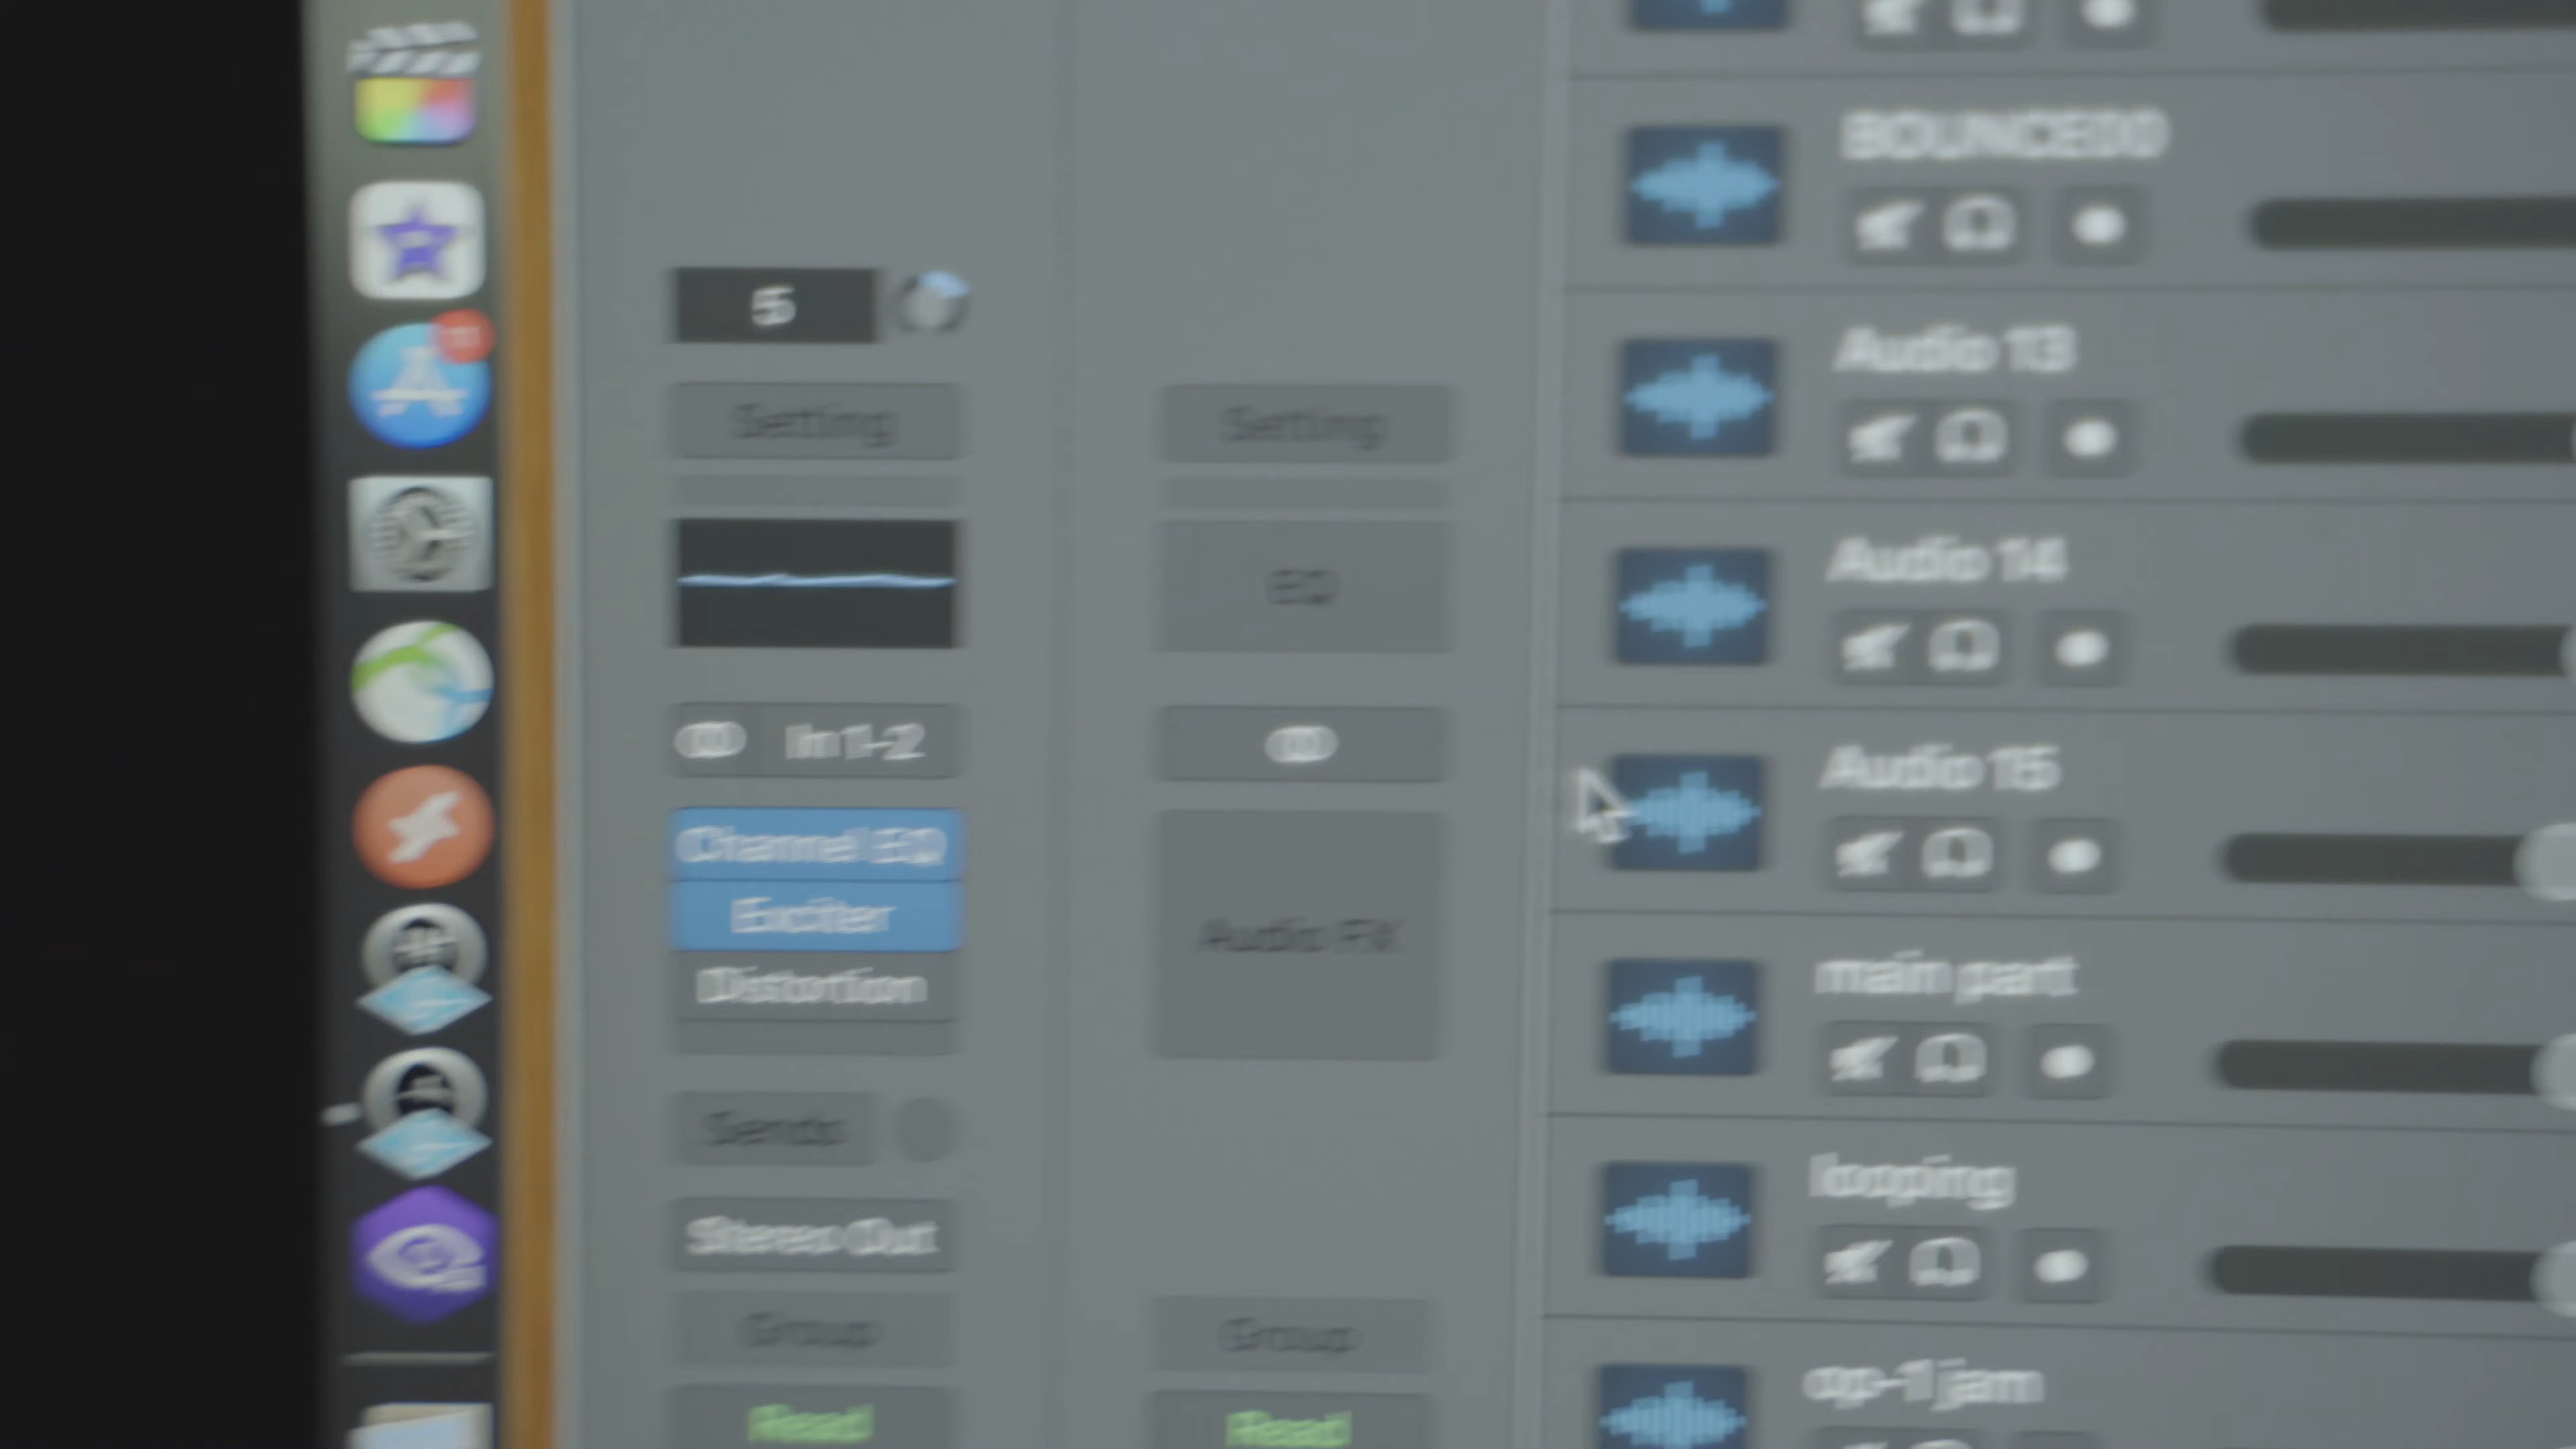 5
Setting
In 1-2
Channel EQ
Exciter
Distortion
Sends
Stereo Out
Group
Read
Setting
EQ
Audio FX
Group
Read
BOUNCE00
Audio 13
Audio 14
Audio 15
main part
looping
op-1 jam